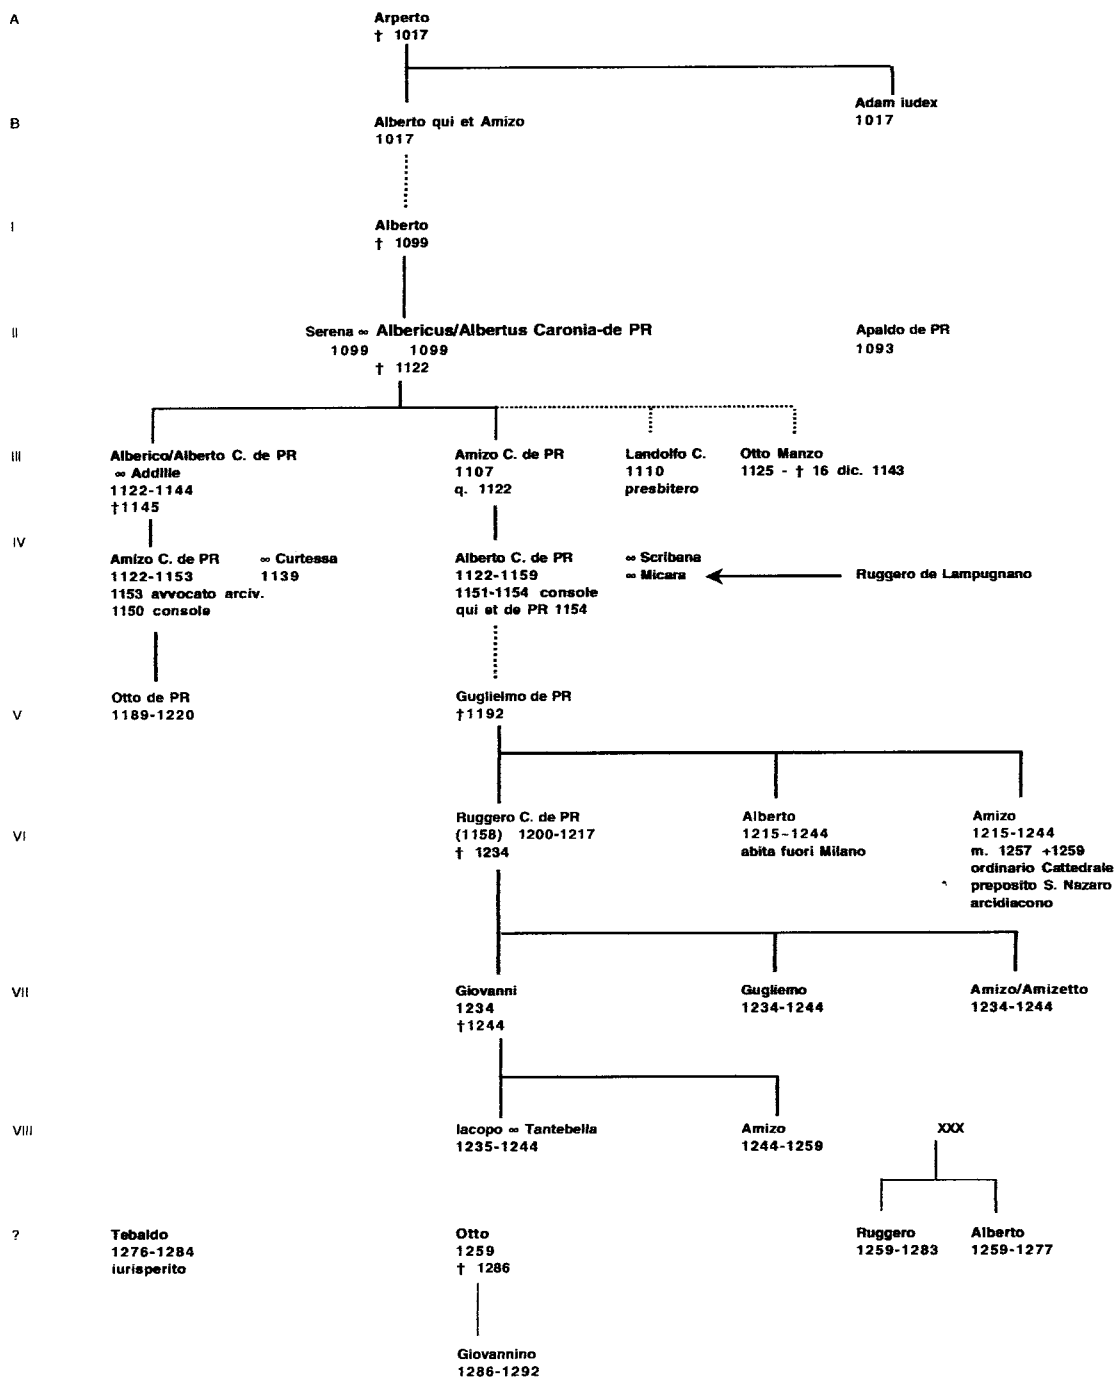 A
Arperto
† 1017
Adam iudex
1017
B
Alberto qui et Amizo
1017
I
Alberto
† 1099
II
Serena ∞ Albericus/Albertus Caronia-de PR
1099 1099
† 1122
Apaldo de PR
1093
III
Alberico/Alberto C. de PR
∞ Addilie
1122-1144
†1145
Amizo C. de PR
1107
q. 1122
Landolfo C.
1110
presbitero
Otto Manzo
1125 - † 16 dic. 1143
IV
Amizo C. de PR ∞ Curtessa
1122-1153 1139
1153 avvocato arciv.
1150 console
Alberto C. de PR
1122-1159
1151-1154 console
qui et de PR 1154
∞ Scribana
∞ Micara
Ruggero de Lampugnano
V
Otto de PR
1189-1220
Guglielmo de PR
†1192
VI
Ruggero C. de PR
(1158) 1200-1217
† 1234
Alberto
1215-1244
abita fuori Milano
Amizo
1215-1244
m. 1257 +1259
ordinario Cattedrale
preposito S. Nazaro
arcidiacono
VII
Giovanni
1234
†1244
Gugliemo
1234-1244
Amizo/Amizetto
1234-1244
VIII
Iacopo ∞ Tantebella
1235-1244
Amizo
1244-1259
XXX
?
Tebaldo
1276-1284
iurisperito
Otto
1259
† 1286
Ruggero
1259-1283
Alberto
1259-1277
Giovannino
1286-1292